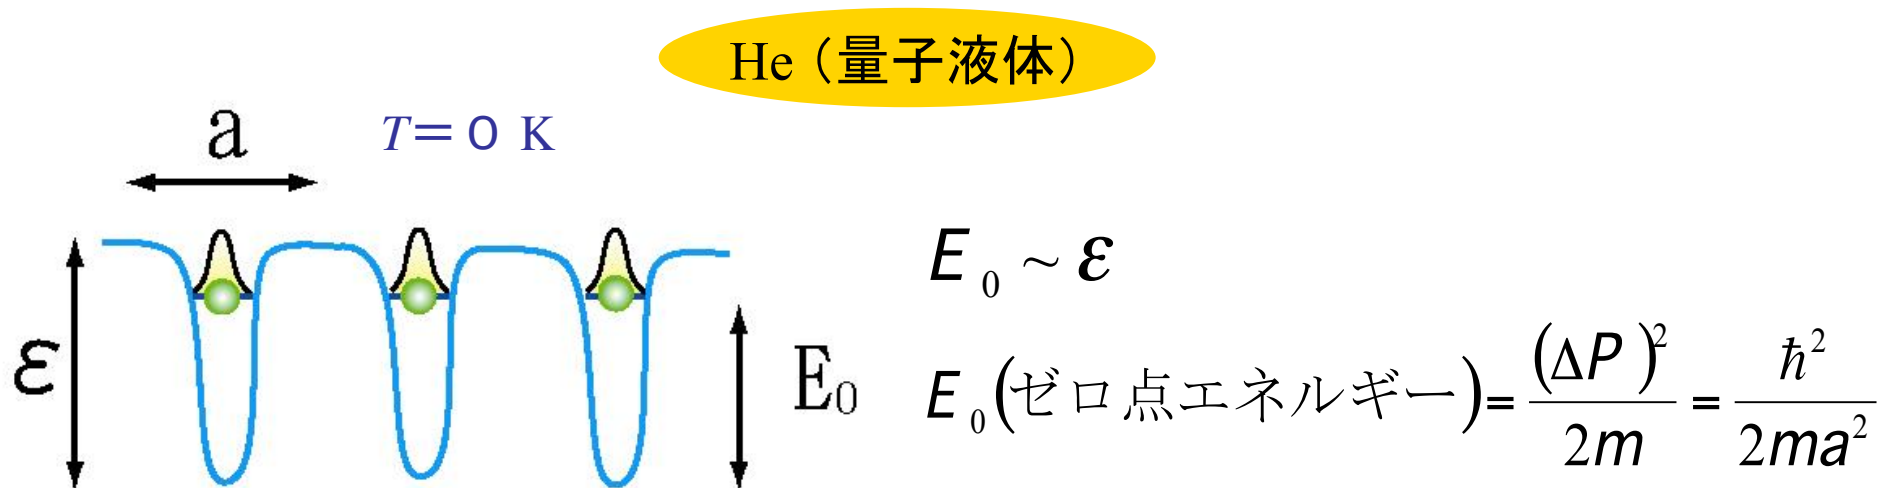 He（量子液体）
a
T=0 K
ε
E₀
E₀ ~ ε
E₀(ゼロ点エネルギー)= (ΔP)² / 2m = ħ² / 2ma²